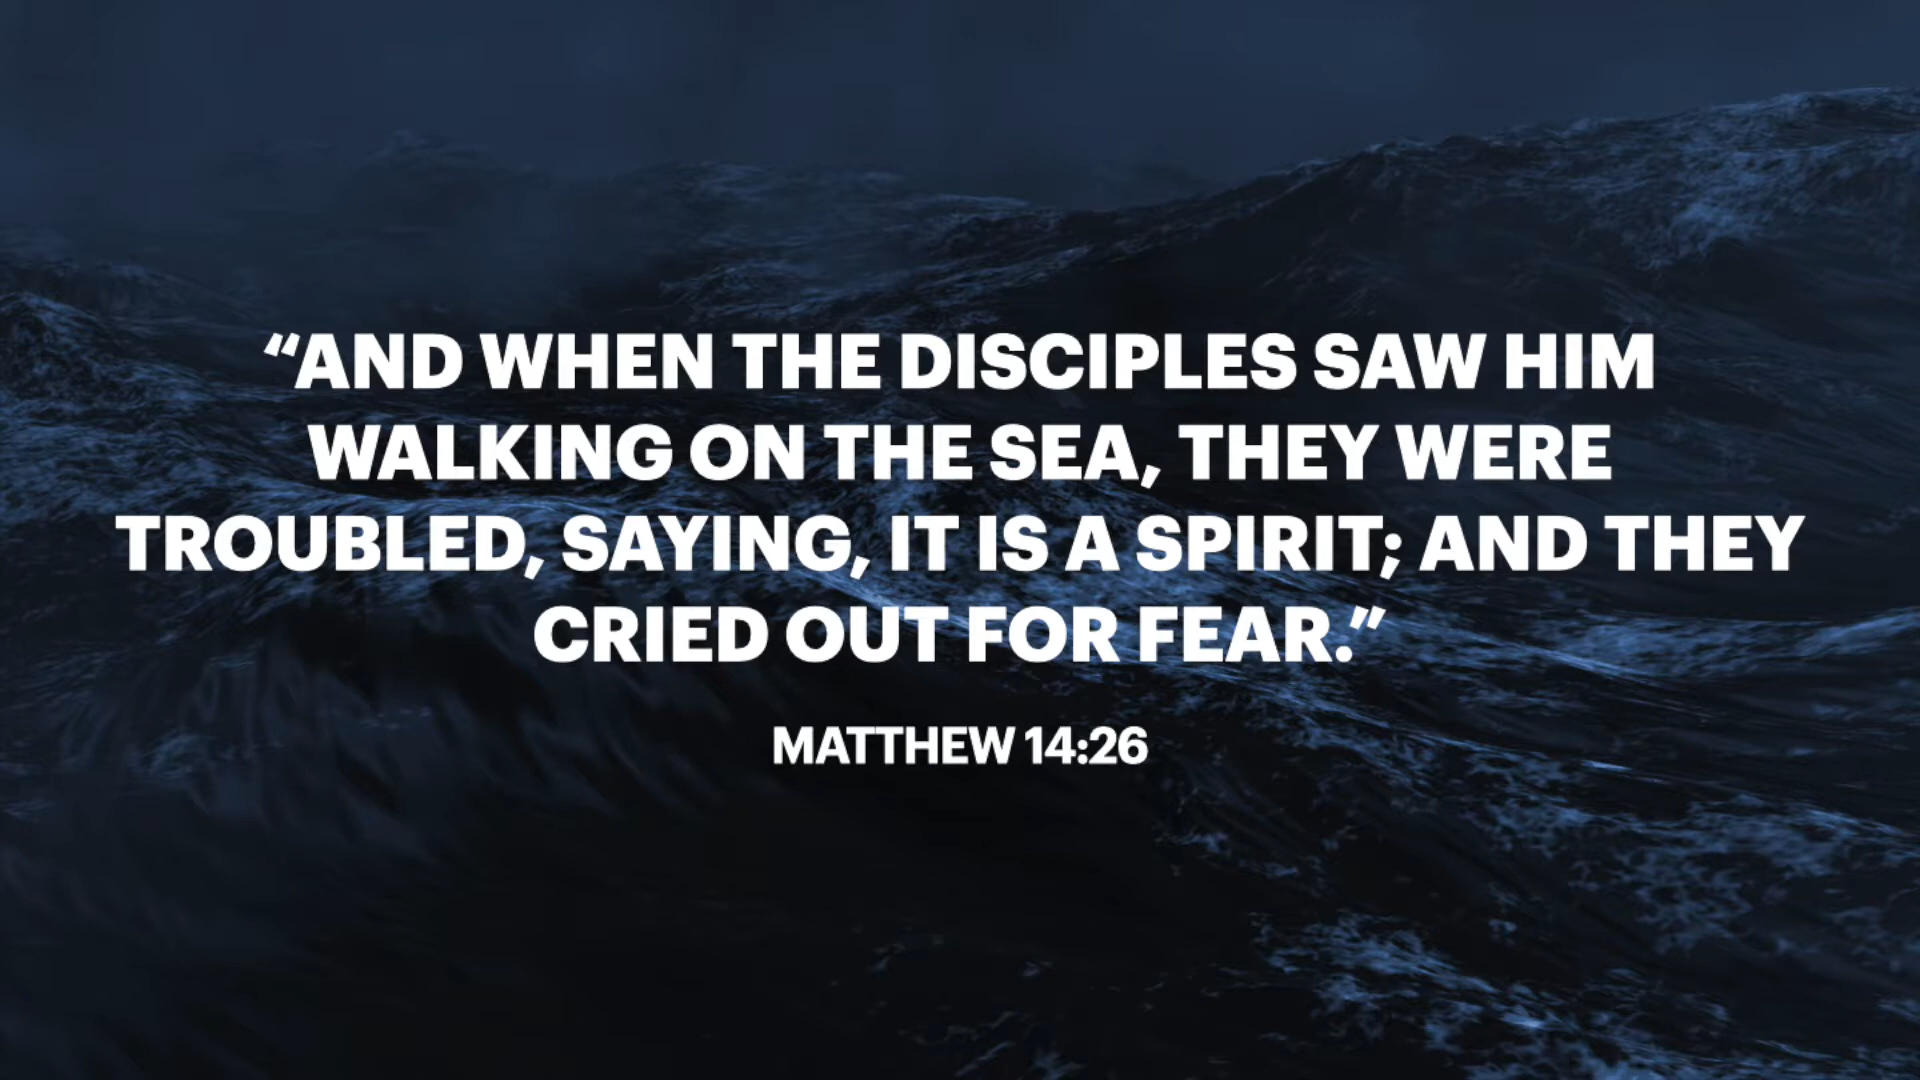 “AND WHEN THE DISCIPLES SAW HIM
WALKING ON THE SEA, THEY WERE
TROUBLED, SAYING, IT IS A SPIRIT; AND THEY
CRIED OUT FOR FEAR.”
MATTHEW 14:26